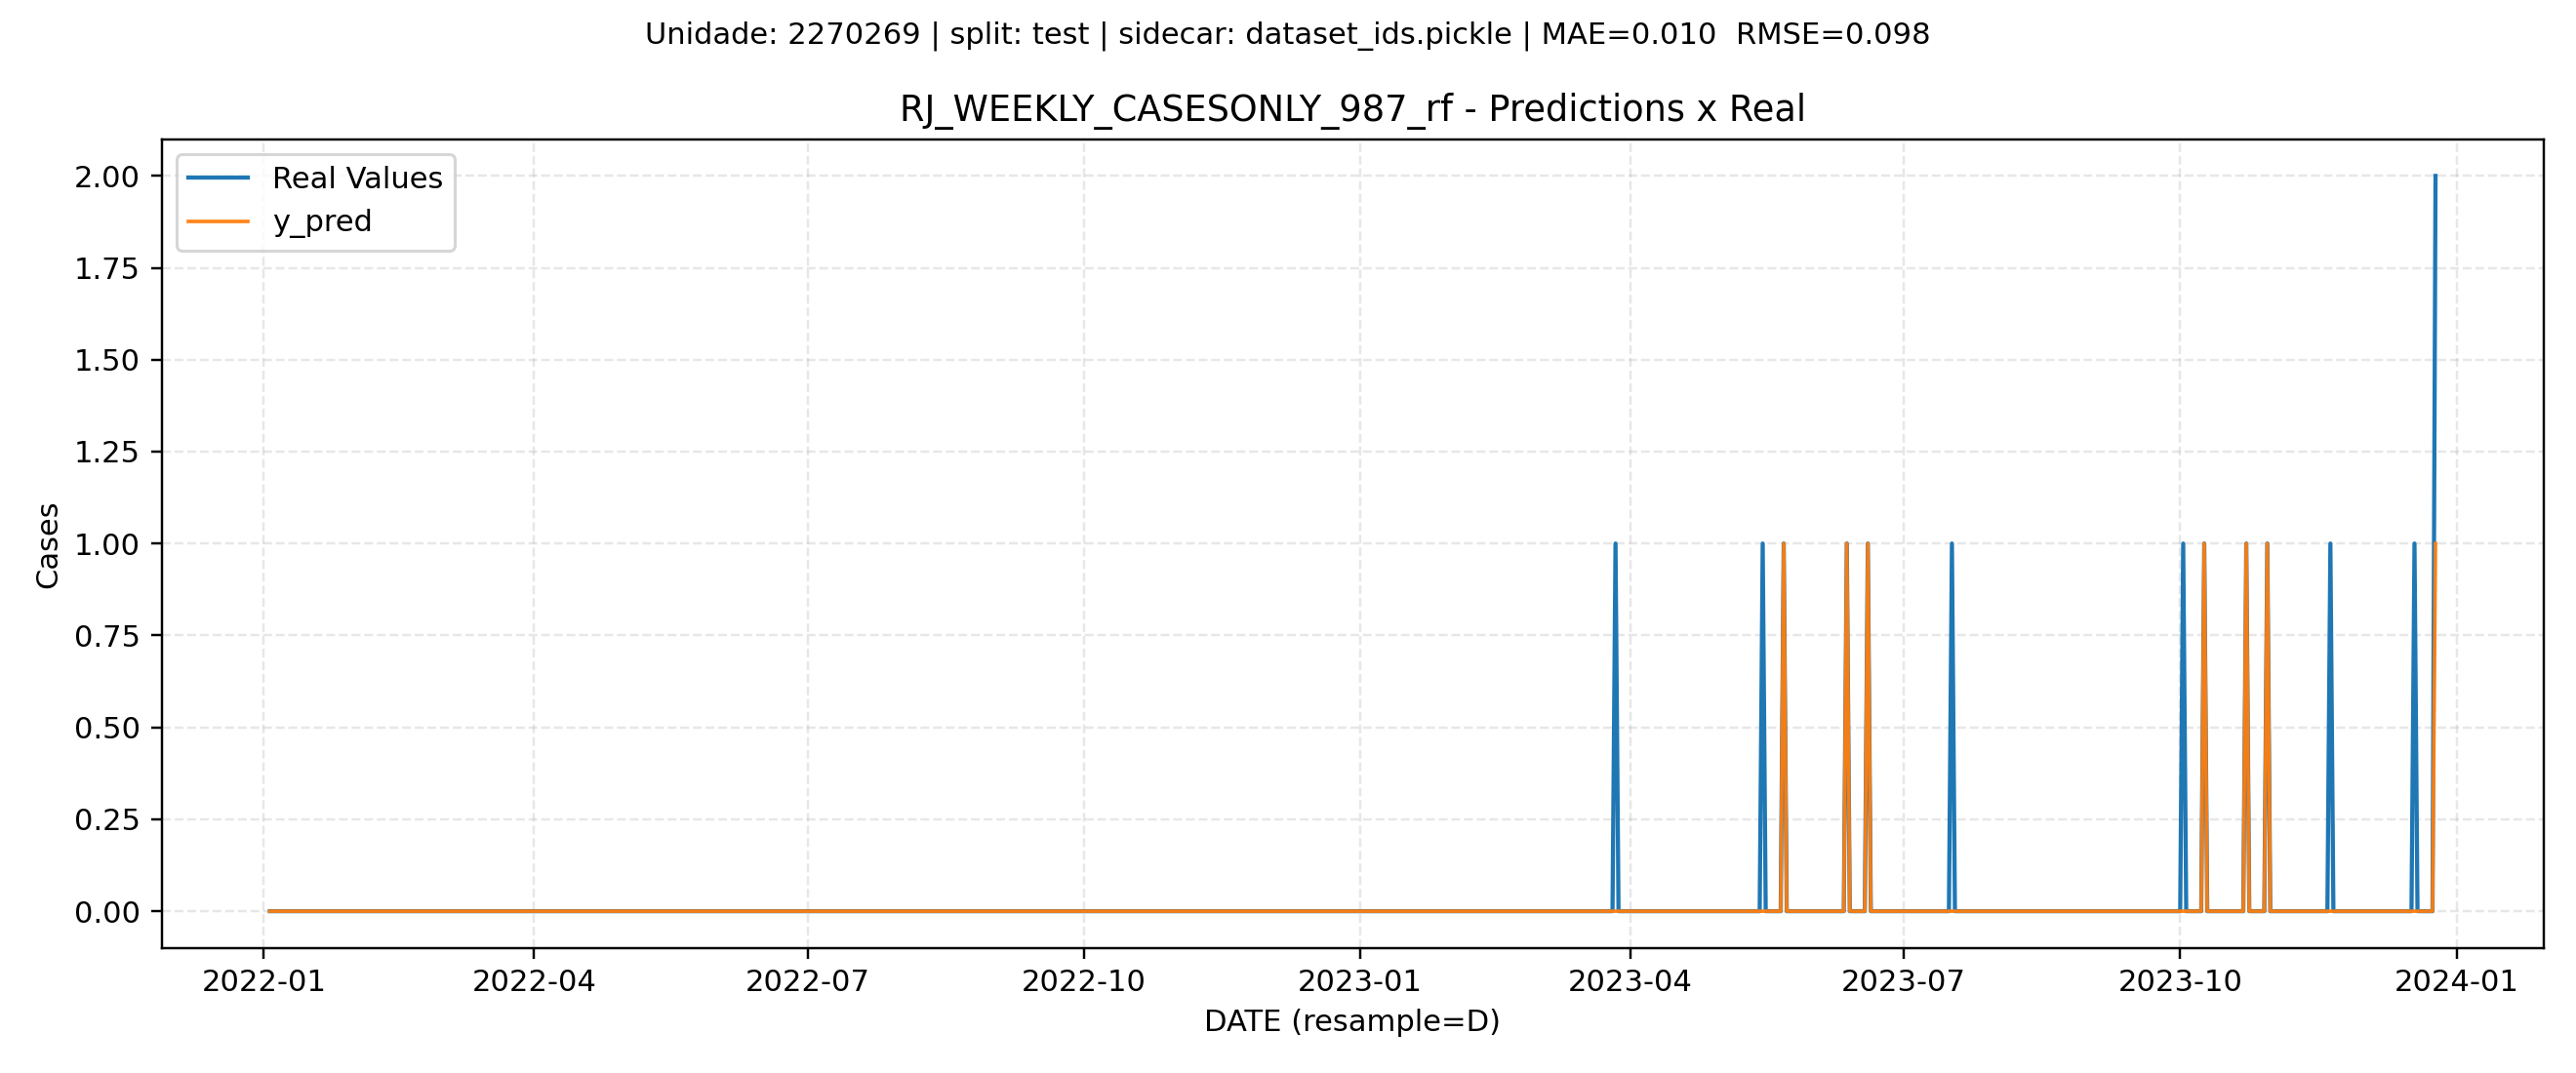 Unidade: 2270269 | split: test | sidecar: dataset_ids.pickle | MAE=0.010  RMSE=0.098
RJ_WEEKLY_CASESONLY_987_rf - Predictions x Real
Real Values
y_pred
2.00
1.75
1.50
1.25
1.00
0.75
0.50
0.25
0.00
Cases
2022-01 2022-04 2022-07 2022-10 2023-01 2023-04 2023-07 2023-10 2024-01
DATE (resample=D)